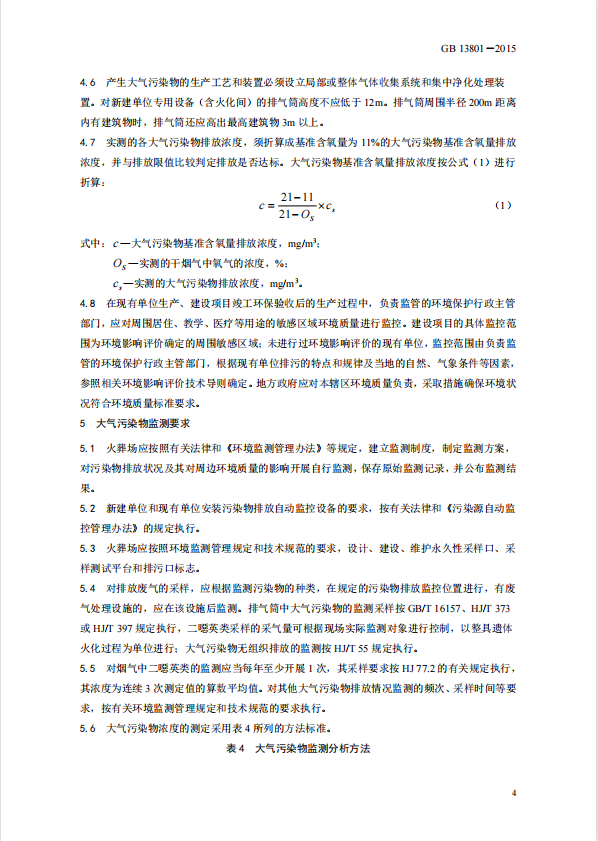 GB 13801—2015
4.6 产生大气污染物的生产工艺和装置必须设立局部或整体气体收集系统和集中净化处理装
置。对新建单位专用设备（含火化间）的排气筒高度不应低于 12m。排气筒周围半径 200m 距离
内有建筑物时，排气筒还应高出最高建筑物 3m 以上。
4.7 实测的各大气污染物排放浓度，须折算成基准含氧量为 11%的大气污染物基准含氧量排放
浓度，并与排放限值比较判定排放是否达标。大气污染物基准含氧量排放浓度按公式（1）进行
折算：
c = \frac{21-11}{21-O_S} × c_s （1）
式中：c —大气污染物基准含氧量排放浓度，mg/m³；
O_S —实测的干烟气中氧气的浓度，%；
c_s —实测的大气污染物排放浓度，mg/m³。
4.8 在现有单位生产、建设项目竣工环保验收后的生产过程中，负责监管的环境保护行政主管
部门，应对周围居住、教学、医疗等用途的敏感区域环境质量进行监控。建设项目的具体监控范
围为环境影响评价确定的周围敏感区域；未进行过环境影响评价的现有单位，监控范围由负责监
管的环境保护行政主管部门，根据现有单位排污的特点和规律及当地的自然、气象条件等因素，
参照相关环境影响评价技术导则确定。地方政府应对本辖区环境质量负责，采取措施确保环境状
况符合环境质量标准要求。
5 大气污染物监测要求
5.1 火葬场应按照有关法律和《环境监测管理办法》等规定，建立监测制度，制定监测方案，
对污染物排放状况及其对周边环境质量的影响开展自行监测，保存原始监测记录，并公布监测结
果。
5.2 新建单位和现有单位安装污染物排放自动监控设备的要求，按有关法律和《污染源自动监
控管理办法》的规定执行。
5.3 火葬场应按照环境监测管理规定和技术规范的要求，设计、建设、维护永久性采样口、采
样测试平台和排污口标志。
5.4 对排放废气的采样，应根据监测污染物的种类，在规定的污染物排放监控位置进行，有废
气处理设施的，应在该设施后监测。排气筒中大气污染物的监测采样按 GB/T 16157、HJ/T 373
或 HJ/T 397 规定执行，二噁英类采样的采气量可根据现场实际监测对象进行控制，以整具遗体
火化过程为单位进行；大气污染物无组织排放的监测按 HJ/T 55 规定执行。
5.5 对烟气中二噁英类的监测应当每年至少开展 1 次，其采样要求按 HJ 77.2 的有关规定执行，
其浓度为连续 3 次测定值的算数平均值。对其他大气污染物排放情况监测的频次、采样时间等要
求，按有关环境监测管理规定和技术规范的要求执行。
5.6 大气污染物浓度的测定采用表 4 所列的方法标准。
表 4 大气污染物监测分析方法
4